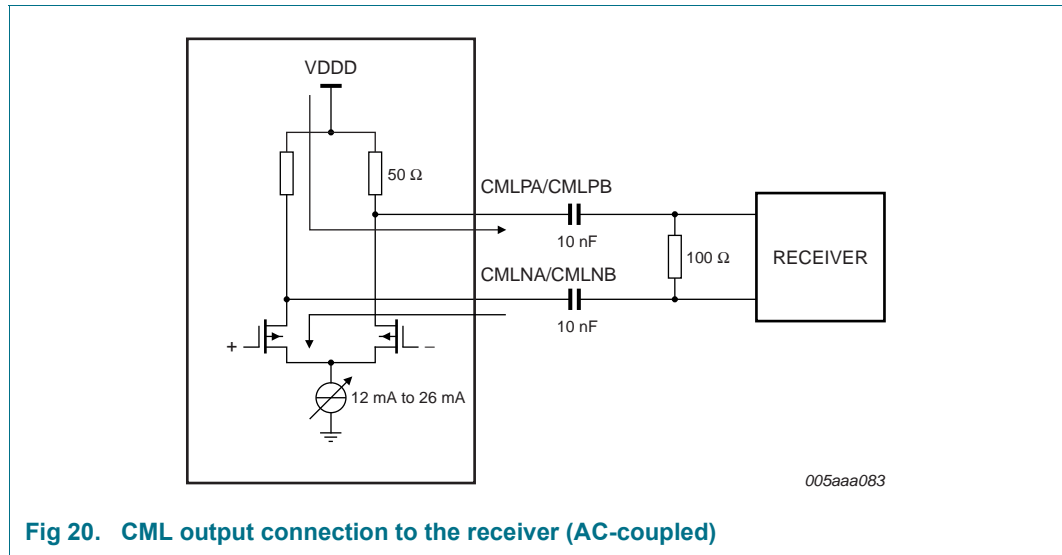 VDDD
50 Ω
CMLPA/CMLPB
10 nF
100 Ω
RECEIVER
CMLNA/CMLNB
10 nF
+
–
12 mA to 26 mA
005aaa083
Fig 20. CML output connection to the receiver (AC-coupled)